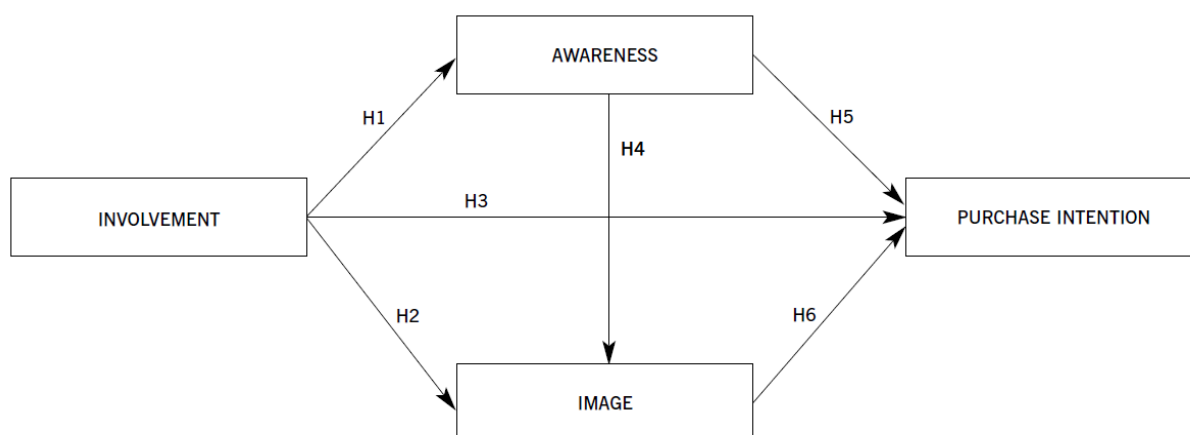 AWARENESS
H1
H5
H4
INVOLVEMENT
H3
PURCHASE INTENTION
H2
H6
IMAGE